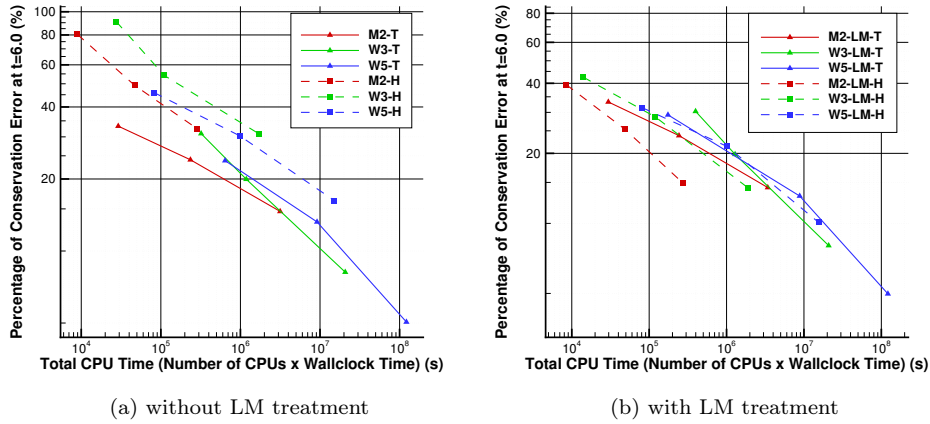 Percentage of Conservation Error at t=6.0 (%)
100
80
60
40
20
10^4
10^5
10^6
10^7
10^8
Total CPU Time (Number of CPUs x Wallclock Time) (s)
M2-T
W3-T
W5-T
M2-H
W3-H
W5-H
(a) without LM treatment
Percentage of Conservation Error at t=6.0 (%)
80
60
40
20
10^4
10^5
10^6
10^7
10^8
Total CPU Time (Number of CPUs x Wallclock Time) (s)
M2-LM-T
W3-LM-T
W5-LM-T
M2-LM-H
W3-LM-H
W5-LM-H
(b) with LM treatment